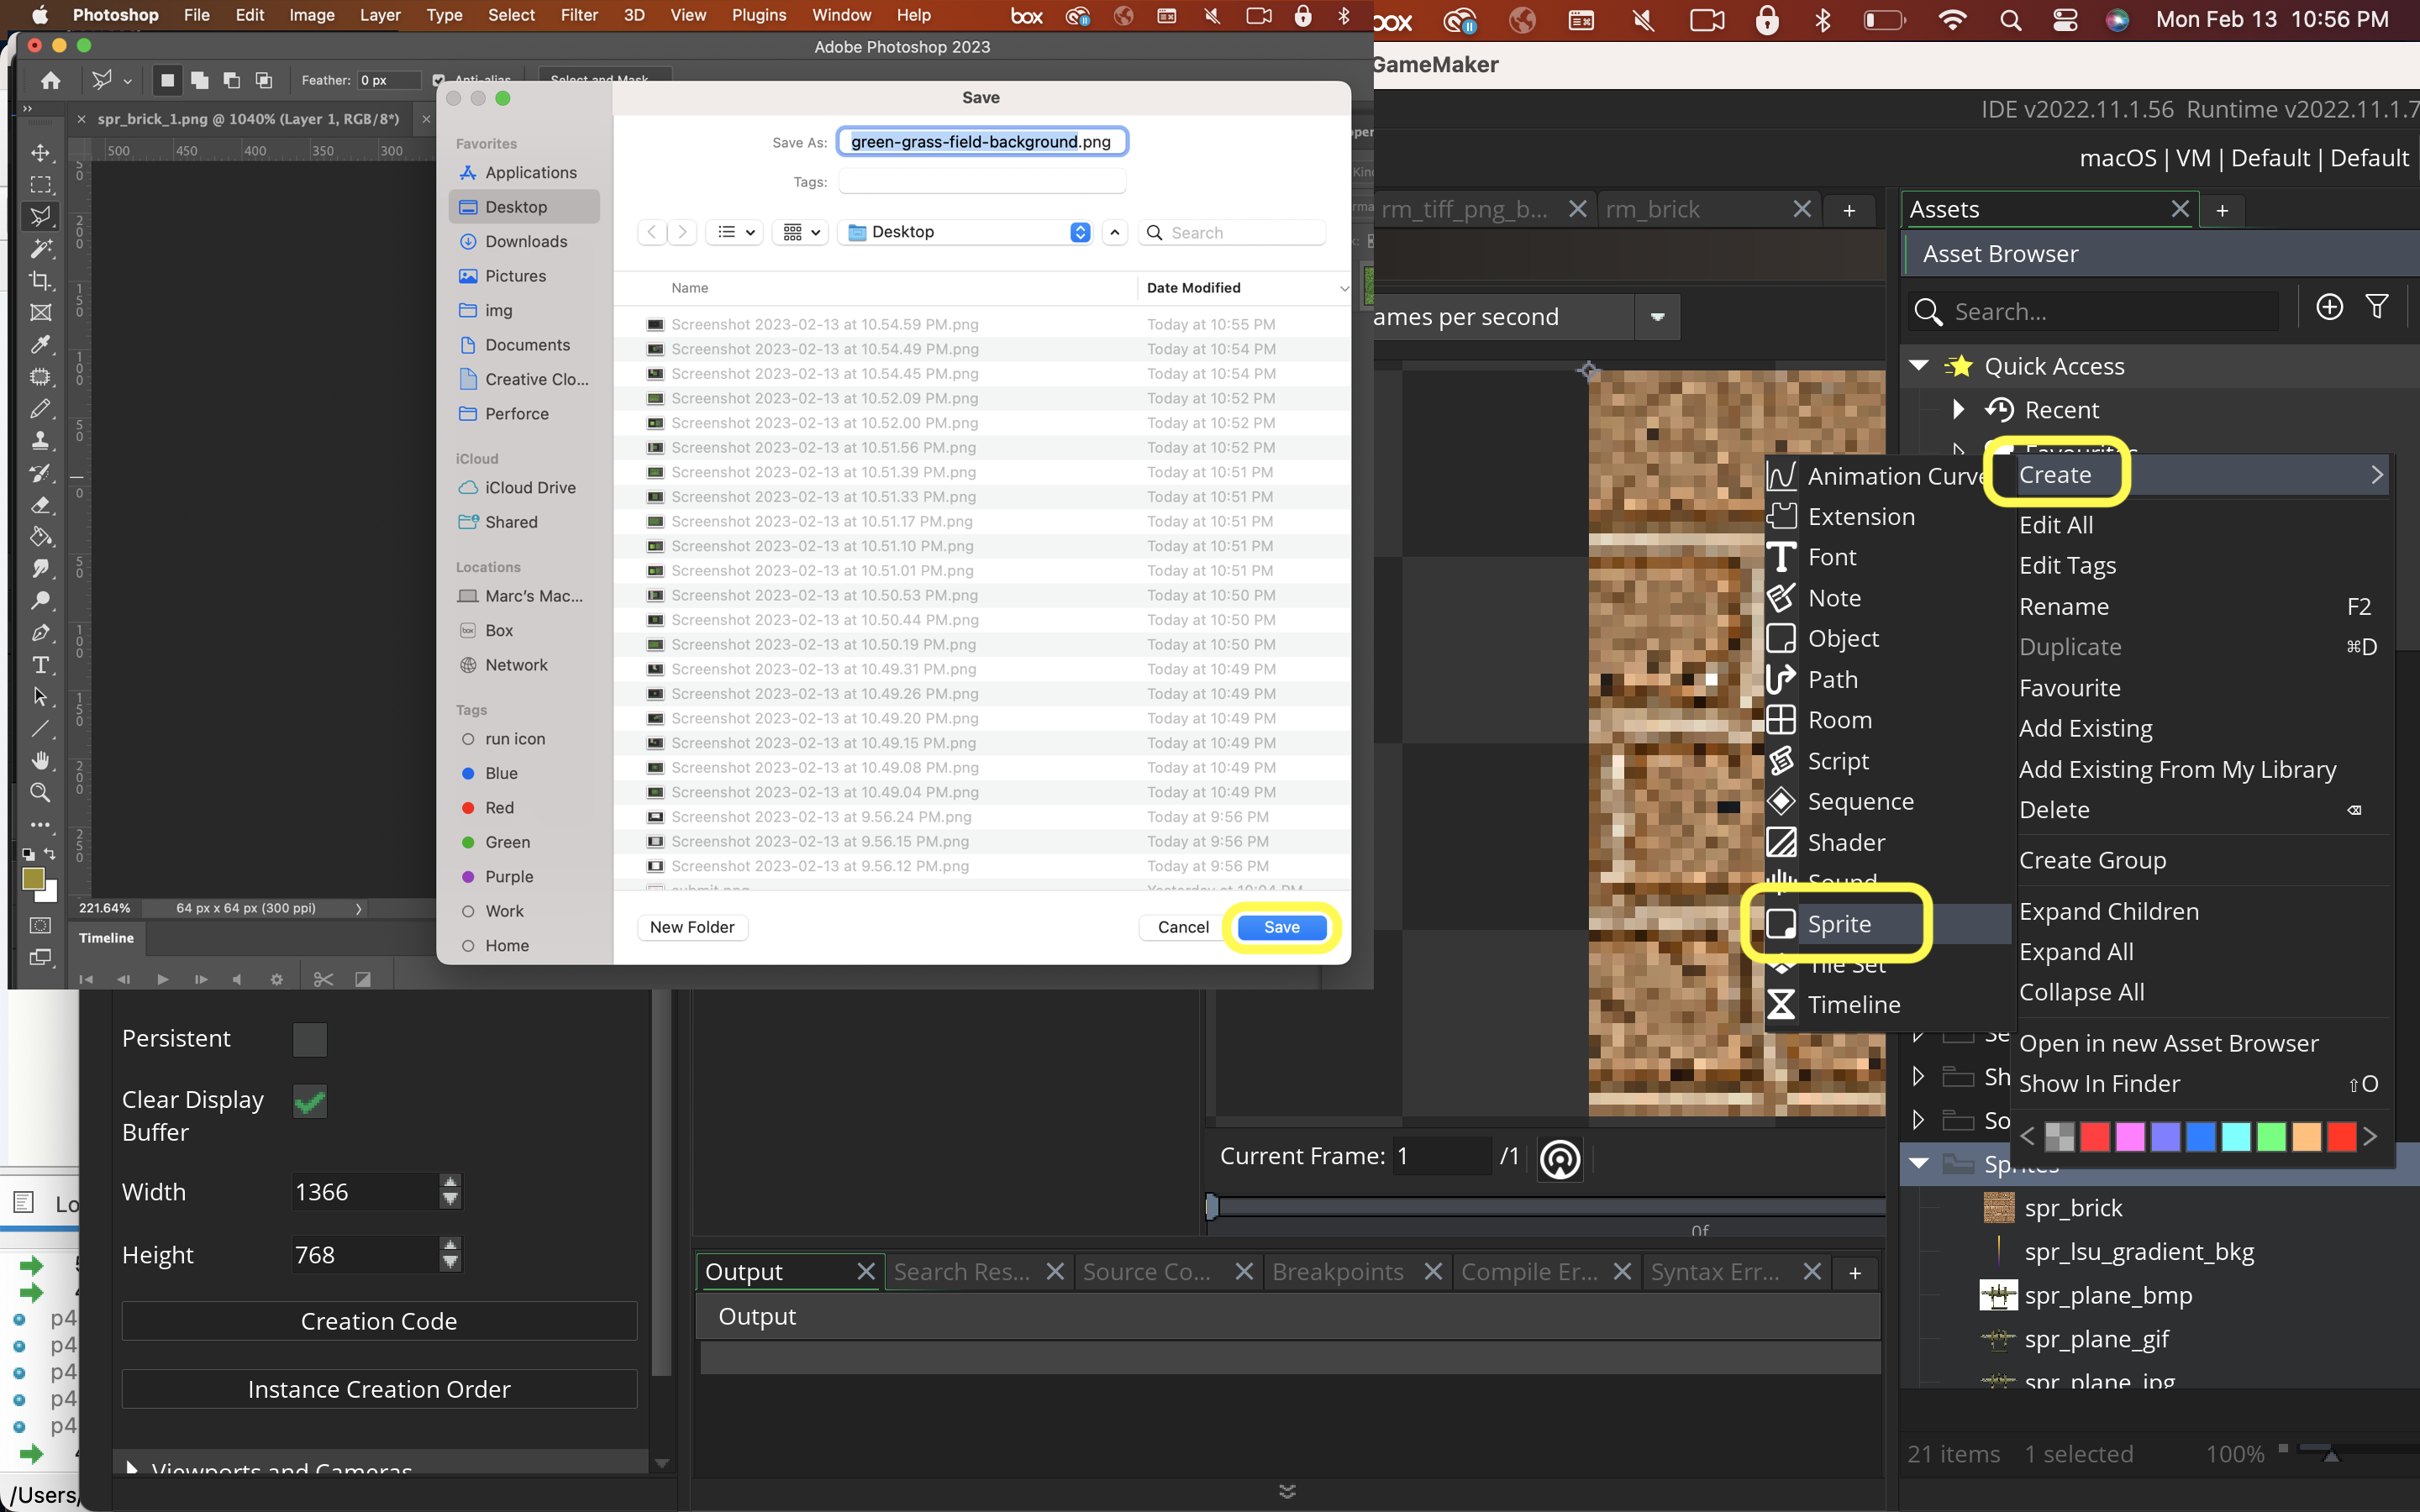 Photoshop File Edit Image Layer Type Select Filter 3D View Plugins Window Help box
box Mon Feb 13 10:56 PM
Adobe Photoshop 2023
Feather: 0 px Anti-alias Select and Mask...
spr_brick_1.png @ 1040% (Layer 1, RGB/8*)
500 450 400 350 300
221.64% 64 px x 64 px (300 ppi)
Timeline
Save
Save As: green-grass-field-background.png
Tags:
Desktop
Search
Favorites
Applications
Desktop
Downloads
Pictures
img
Documents
Creative Clo...
Perforce
iCloud
iCloud Drive
Shared
Locations
Marc's Mac...
Box
Network
Tags
run icon
Blue
Red
Green
Purple
Work
Home
Name Date Modified
Screenshot 2023-02-13 at 10.54.59 PM.png Today at 10:55 PM
Screenshot 2023-02-13 at 10.54.49 PM.png Today at 10:54 PM
Screenshot 2023-02-13 at 10.54.45 PM.png Today at 10:54 PM
Screenshot 2023-02-13 at 10.52.09 PM.png Today at 10:52 PM
Screenshot 2023-02-13 at 10.52.00 PM.png Today at 10:52 PM
Screenshot 2023-02-13 at 10.51.56 PM.png Today at 10:52 PM
Screenshot 2023-02-13 at 10.51.39 PM.png Today at 10:51 PM
Screenshot 2023-02-13 at 10.51.33 PM.png Today at 10:51 PM
Screenshot 2023-02-13 at 10.51.17 PM.png Today at 10:51 PM
Screenshot 2023-02-13 at 10.51.10 PM.png Today at 10:51 PM
Screenshot 2023-02-13 at 10.51.01 PM.png Today at 10:51 PM
Screenshot 2023-02-13 at 10.50.53 PM.png Today at 10:50 PM
Screenshot 2023-02-13 at 10.50.44 PM.png Today at 10:50 PM
Screenshot 2023-02-13 at 10.50.19 PM.png Today at 10:50 PM
Screenshot 2023-02-13 at 10.49.31 PM.png Today at 10:49 PM
Screenshot 2023-02-13 at 10.49.26 PM.png Today at 10:49 PM
Screenshot 2023-02-13 at 10.49.20 PM.png Today at 10:49 PM
Screenshot 2023-02-13 at 10.49.15 PM.png Today at 10:49 PM
Screenshot 2023-02-13 at 10.49.08 PM.png Today at 10:49 PM
Screenshot 2023-02-13 at 10.49.04 PM.png Today at 10:49 PM
Screenshot 2023-02-13 at 9.56.24 PM.png Today at 9:56 PM
Screenshot 2023-02-13 at 9.56.15 PM.png Today at 9:56 PM
Screenshot 2023-02-13 at 9.56.12 PM.png Today at 9:56 PM
submit.png Yesterday at 10:04 PM
New Folder Cancel Save
GameMaker
IDE v2022.11.1.56 Runtime v2022.11.1.7
macOS | VM | Default | Default
rm_tiff_png_b... rm_brick +
ames per second
Assets +
Asset Browser
Search...
Quick Access
Recent
Favourites
Create
Edit All
Edit Tags
Rename F2
Duplicate ⌘D
Favourite
Add Existing
Add Existing From My Library
Delete
Create Group
Expand Children
Expand All
Collapse All
Open in new Asset Browser
Show In Finder ⇧O
Animation Curve
Extension
Font
Note
Object
Path
Room
Script
Sequence
Shader
Sound
Sprite
Tile Set
Timeline
Se
Sh
So
Sprites
spr_brick
spr_lsu_gradient_bkg
spr_plane_bmp
spr_plane_gif
spr_plane_jpg
21 items 1 selected 100%
Current Frame: 1 /1
0f
Output Search Res... Source Co... Breakpoints Compile Er... Syntax Err... +
Output
Persistent
Clear Display
Buffer
Width 1366
Height 768
Creation Code
Instance Creation Order
Viewports and Cameras
Lo
p4
p4
p4
p4
p4
/Users/